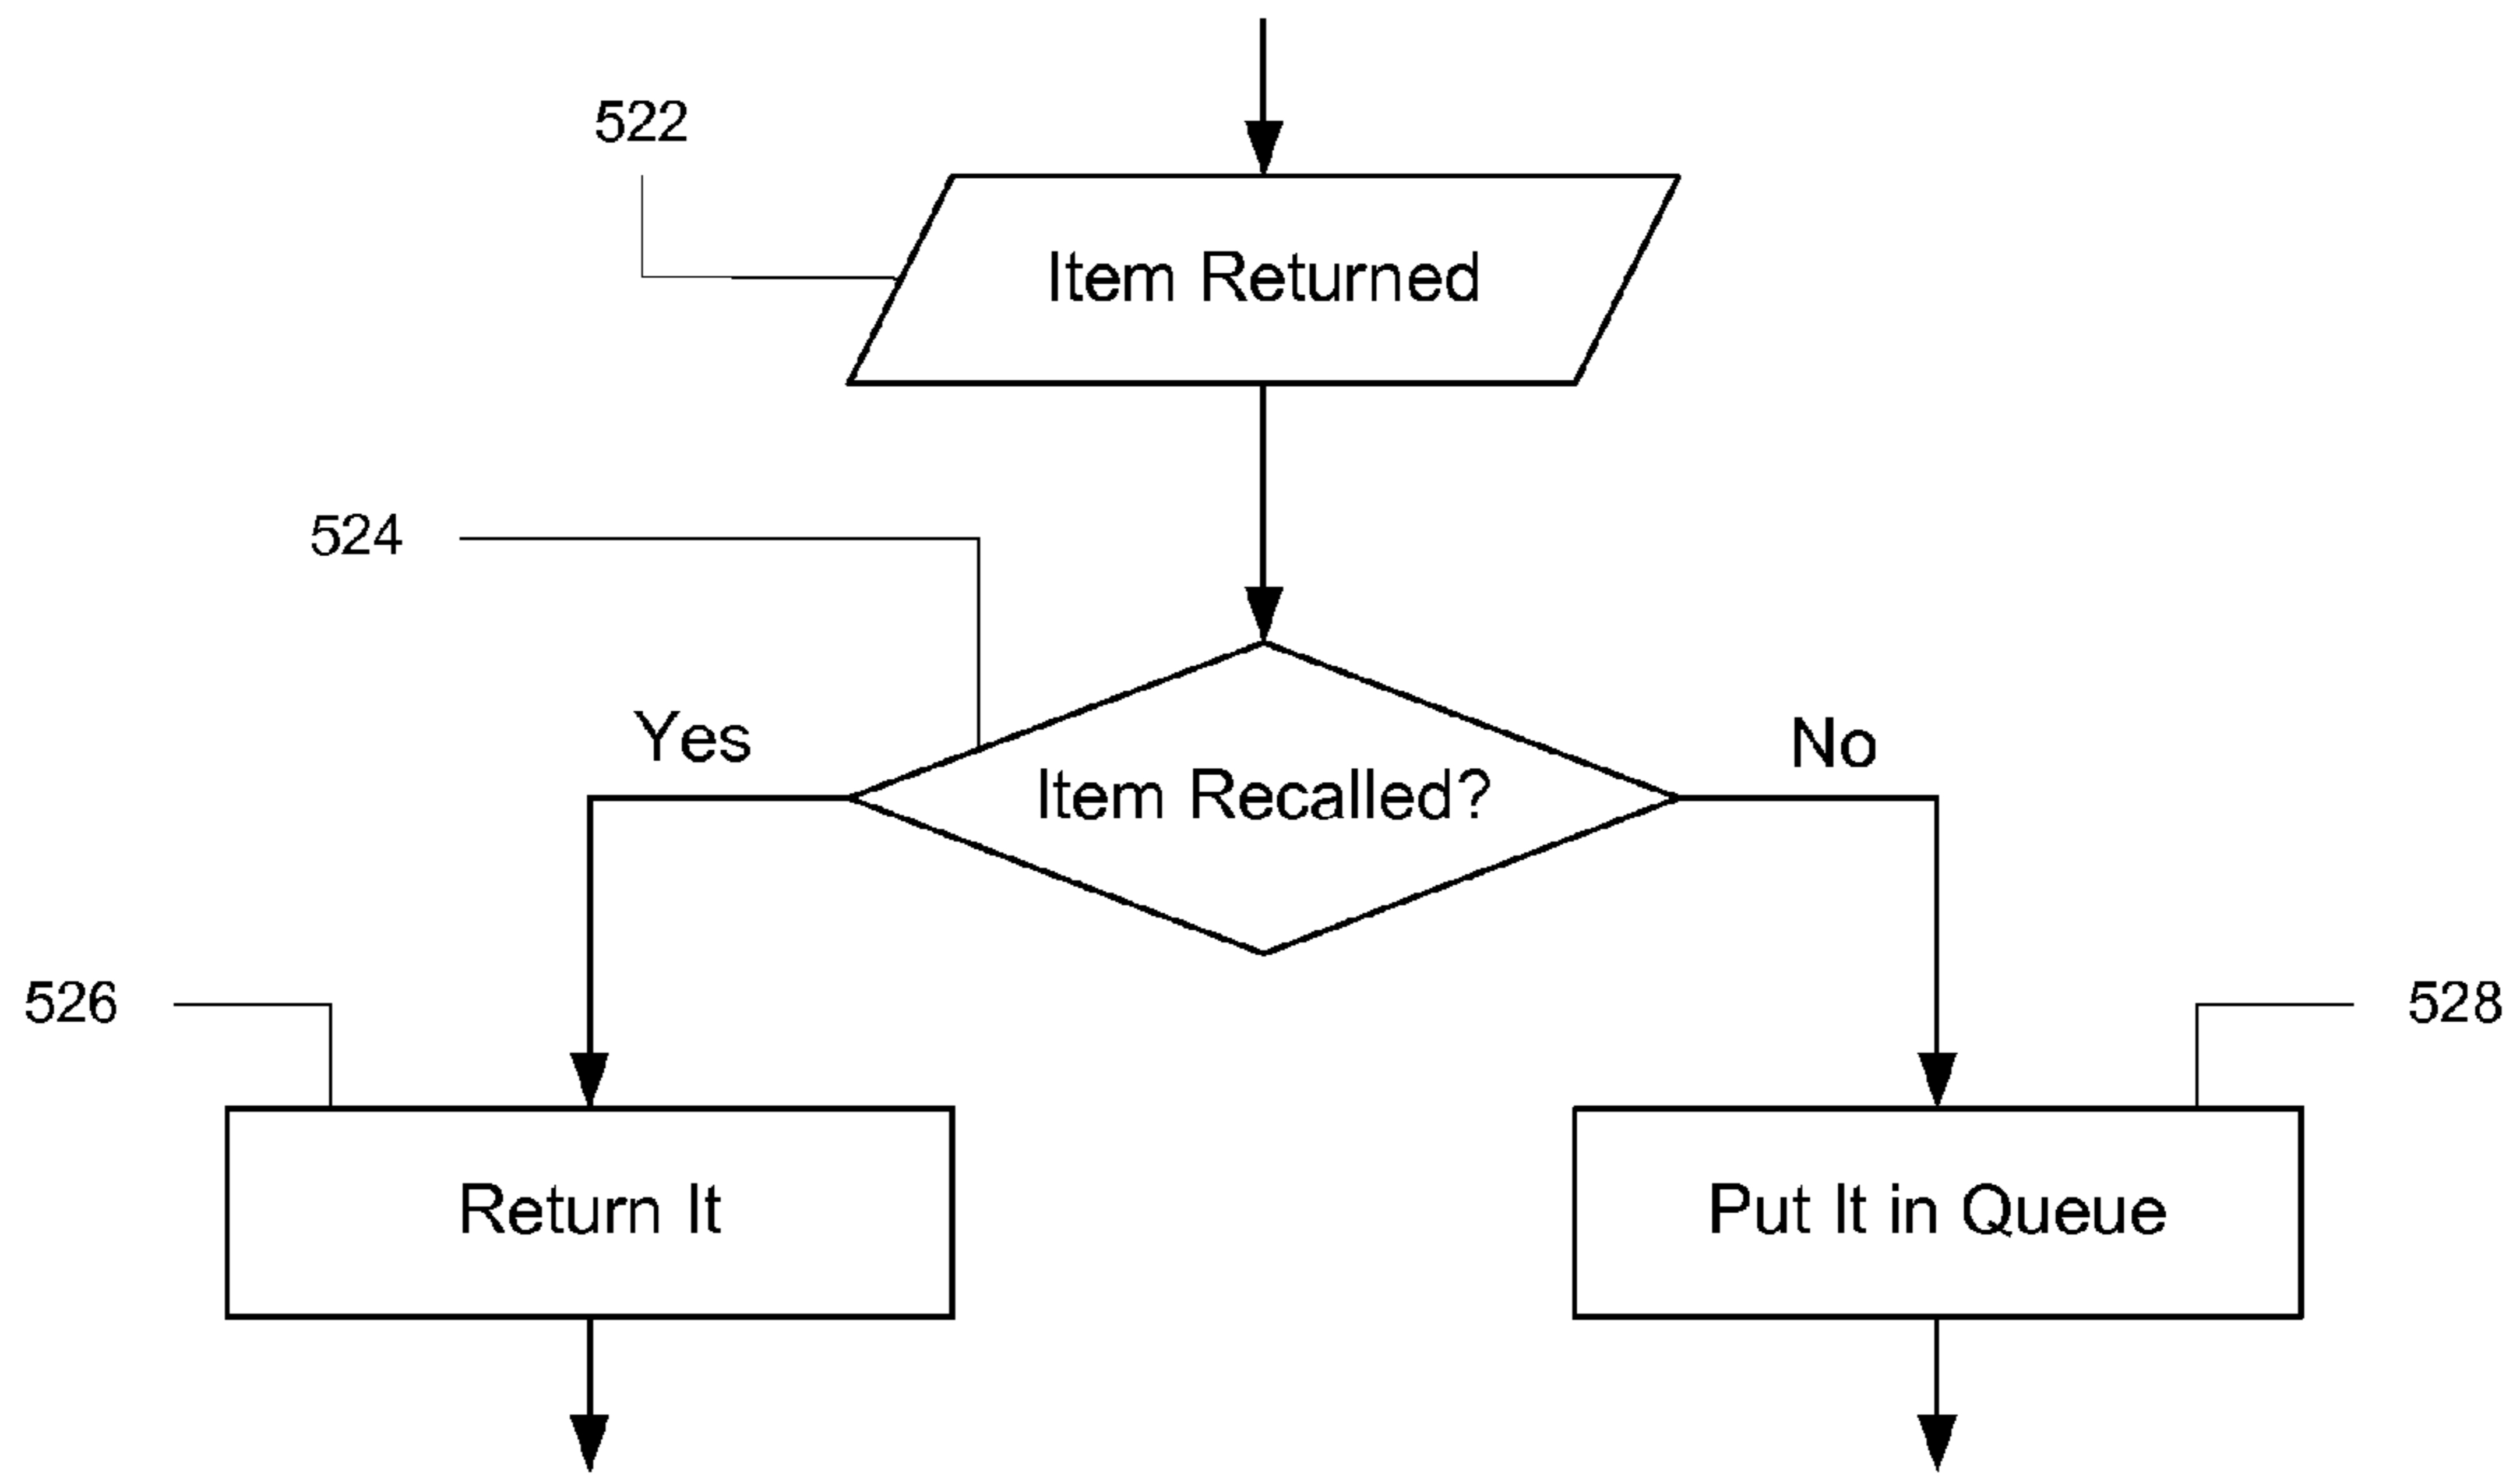 522
Item Returned
524
Yes
No
Item Recalled?
526
528
Return It
Put It in Queue